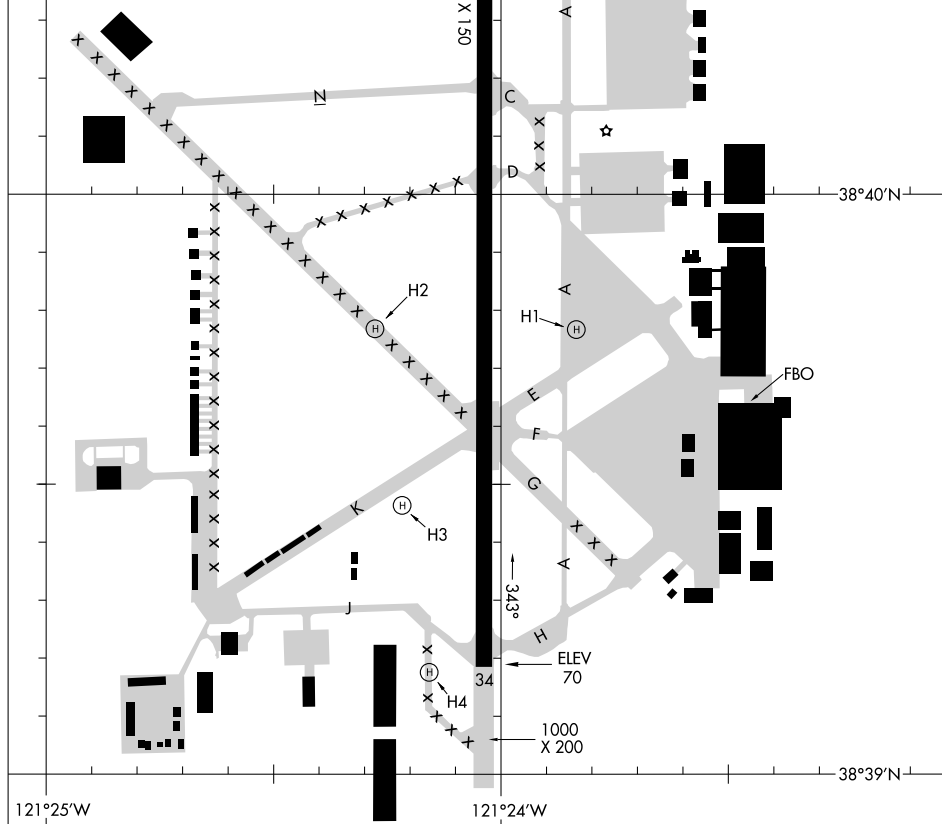 X 150
A
N
C
D
38°40'N
H2
A
H1
H
H
FBO
E
F
G
K
H
H3
A
343°
J
H
ELEV
70
34
H
H4
1000
X 200
38°39'N
121°25'W
121°24'W